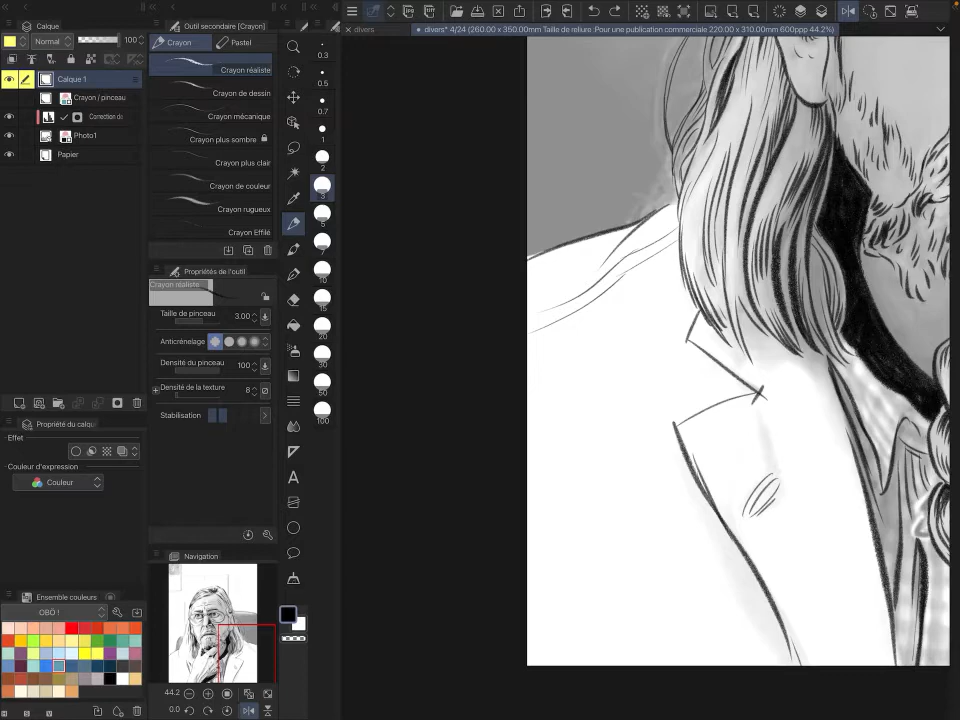 divers
divers* 4/24 (260.00 x 350.00mm Taille de reliure :Pour une publication commerciale 220.00 x 310.00mm 600ppp 44.2%)
Calque
Normal
100
Calque 1
Crayon / pinceau
Correction du
Photo1
Papier
Outil secondaire [Crayon]
Crayon
Pastel
Crayon réaliste
Crayon de dessin
Crayon mécanique
Crayon plus sombre
Crayon plus clair
Crayon de couleur
Crayon rugueux
Crayon Effilé
0.3
0.5
0.7
1
2
3
5
7
10
15
20
30
50
100
Propriétés de l'outil
Crayon réaliste
Taille de pinceau 3.00
Anticrénelage
Densité du pinceau 100
Densité de la texture 8
Stabilisation
A
Propriété du calqu
Effet
Couleur d'expression
Couleur
Navigation
44.2
0.0
Ensemble couleurs
OBÖ !